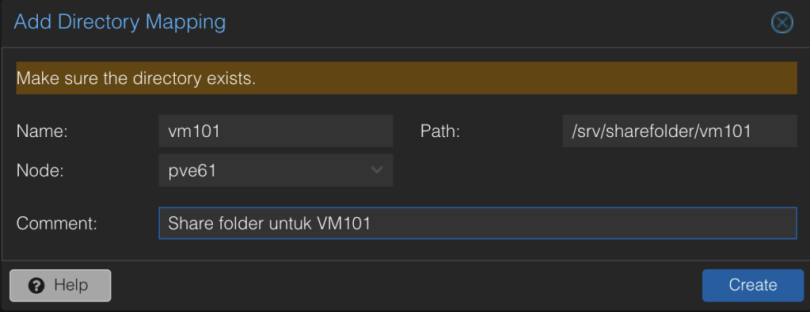 Add Directory Mapping
Make sure the directory exists.
Name: vm101 Path: /srv/sharefolder/vm101
Node: pve61
Comment: Share folder untuk VM101
Help Create